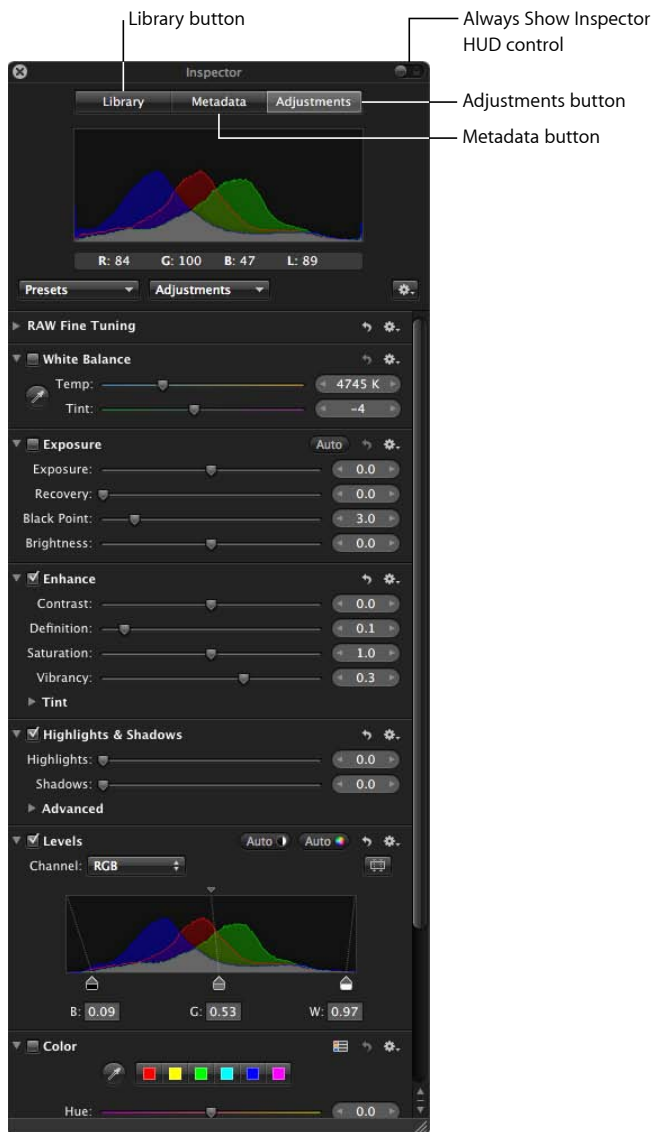 Library button
Always Show Inspector
HUD control
Inspector
Library Metadata Adjustments
Adjustments button
Metadata button
R: 84 G: 100 B: 47 L: 89
Presets Adjustments
RAW Fine Tuning
White Balance
Temp: 4745 K
Tint: -4
Exposure Auto
Exposure: 0.0
Recovery: 0.0
Black Point: 3.0
Brightness: 0.0
Enhance
Contrast: 0.0
Definition: 0.1
Saturation: 1.0
Vibrancy: 0.3
Tint
Highlights & Shadows
Highlights: 0.0
Shadows: 0.0
Advanced
Levels Auto Auto
Channel: RGB
B: 0.09 G: 0.53 W: 0.97
Color
Hue: 0.0